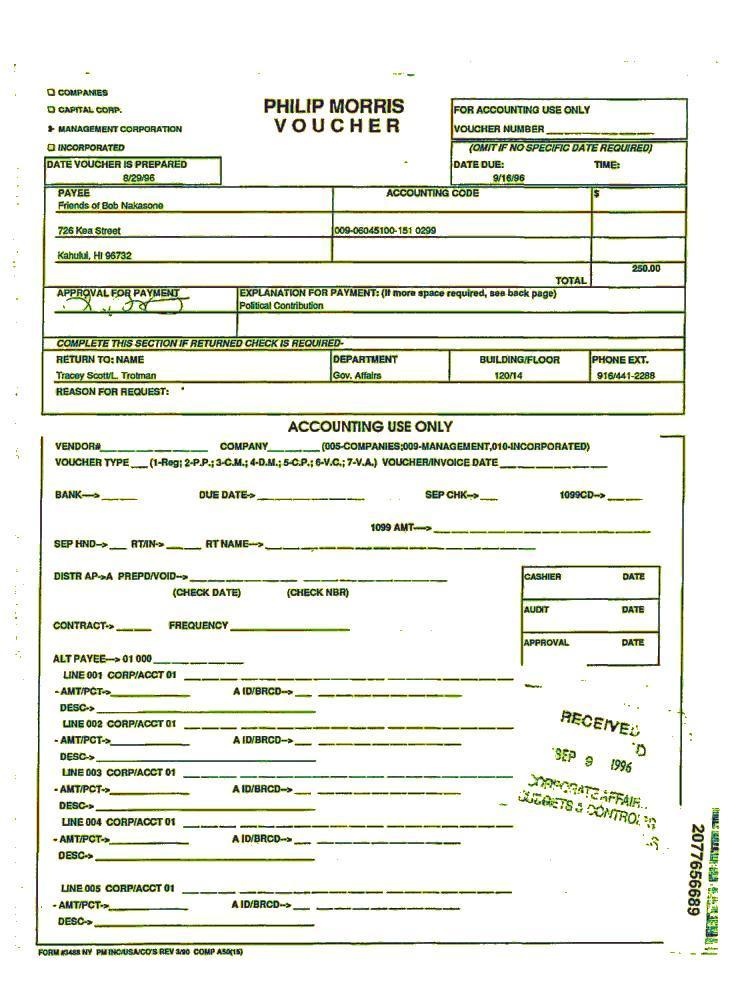 COMPANIES
CAPITAL CORP.
MANAGEMENT CORPORATION
INCORPORATED
PHILIP MORRIS
VOUCHER
FOR ACCOUNTING USE ONLY
VOUCHER NUMBER
(OMIT IF NO SPECIFIC DATE REQUIRED)
DATE VOUCHER IS PREPARED
8/29/96
DATE DUE: TIME:
9/16/96
PAYEE ACCOUNTING CODE $
Friends of Bob Nakasone
726 Kea Street 009-06045100-151 0299
Kahului, HI 96732
TOTAL 250.00
APPROVAL FOR PAYMENT EXPLANATION FOR PAYMENT: (If more space required, see back page)
Political Contribution
COMPLETE THIS SECTION IF RETURNED CHECK IS REQUIRED-
RETURN TO: NAME DEPARTMENT BUILDING/FLOOR PHONE EXT.
Tracey Scott/L. Trotman Gov. Affairs 120/14 916/441-2288
REASON FOR REQUEST:
ACCOUNTING USE ONLY
VENDOR# COMPANY (005-COMPANIES;009-MANAGEMENT,010-INCORPORATED)
VOUCHER TYPE ___ (1-Reg; 2-P.P.; 3-C.M.; 4-D.M.; 5-C.P.; 6-V.C.; 7-V.A.) VOUCHER/INVOICE DATE
BANK---> DUE DATE-> SEP CHK--> 1099CD-->
1099 AMT--->
SEP HND--> RT/IN-> RT NAME--->
DISTR AP->A PREPD/VOID-->
(CHECK DATE) (CHECK NBR)
CASHIER DATE
AUDIT DATE
CONTRACT-> FREQUENCY
APPROVAL DATE
ALT PAYEE---> 01 000
LINE 001 CORP/ACCT 01
- AMT/PCT-> A ID/BRCD-->
DESC->
LINE 002 CORP/ACCT 01
- AMT/PCT-> A ID/BRCD-->
DESC->
LINE 003 CORP/ACCT 01
- AMT/PCT-> A ID/BRCD-->
DESC->
LINE 004 CORP/ACCT 01
- AMT/PCT-> A ID/BRCD-->
DESC->
LINE 005 CORP/ACCT 01
- AMT/PCT-> A ID/BRCD-->
DESC->
RECEIVED
SEP 9 1996
CORPORATE AFFAIR
BUDGETS & CONTROL
2077656689
FORM #3488 NY PM INC/USA/CO'S REV 3/90 COMP A50(15)